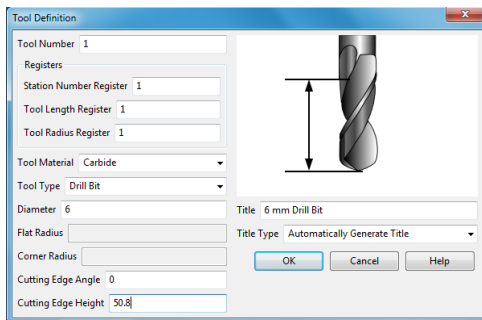 Tool Definition
Tool Number 1
Registers
Station Number Register 1
Tool Length Register 1
Tool Radius Register 1
Tool Material Carbide
Tool Type Drill Bit
Diameter 6
Flat Radius
Corner Radius
Cutting Edge Angle 0
Cutting Edge Height 50.8
Title 6 mm Drill Bit
Title Type Automatically Generate Title
OK Cancel Help